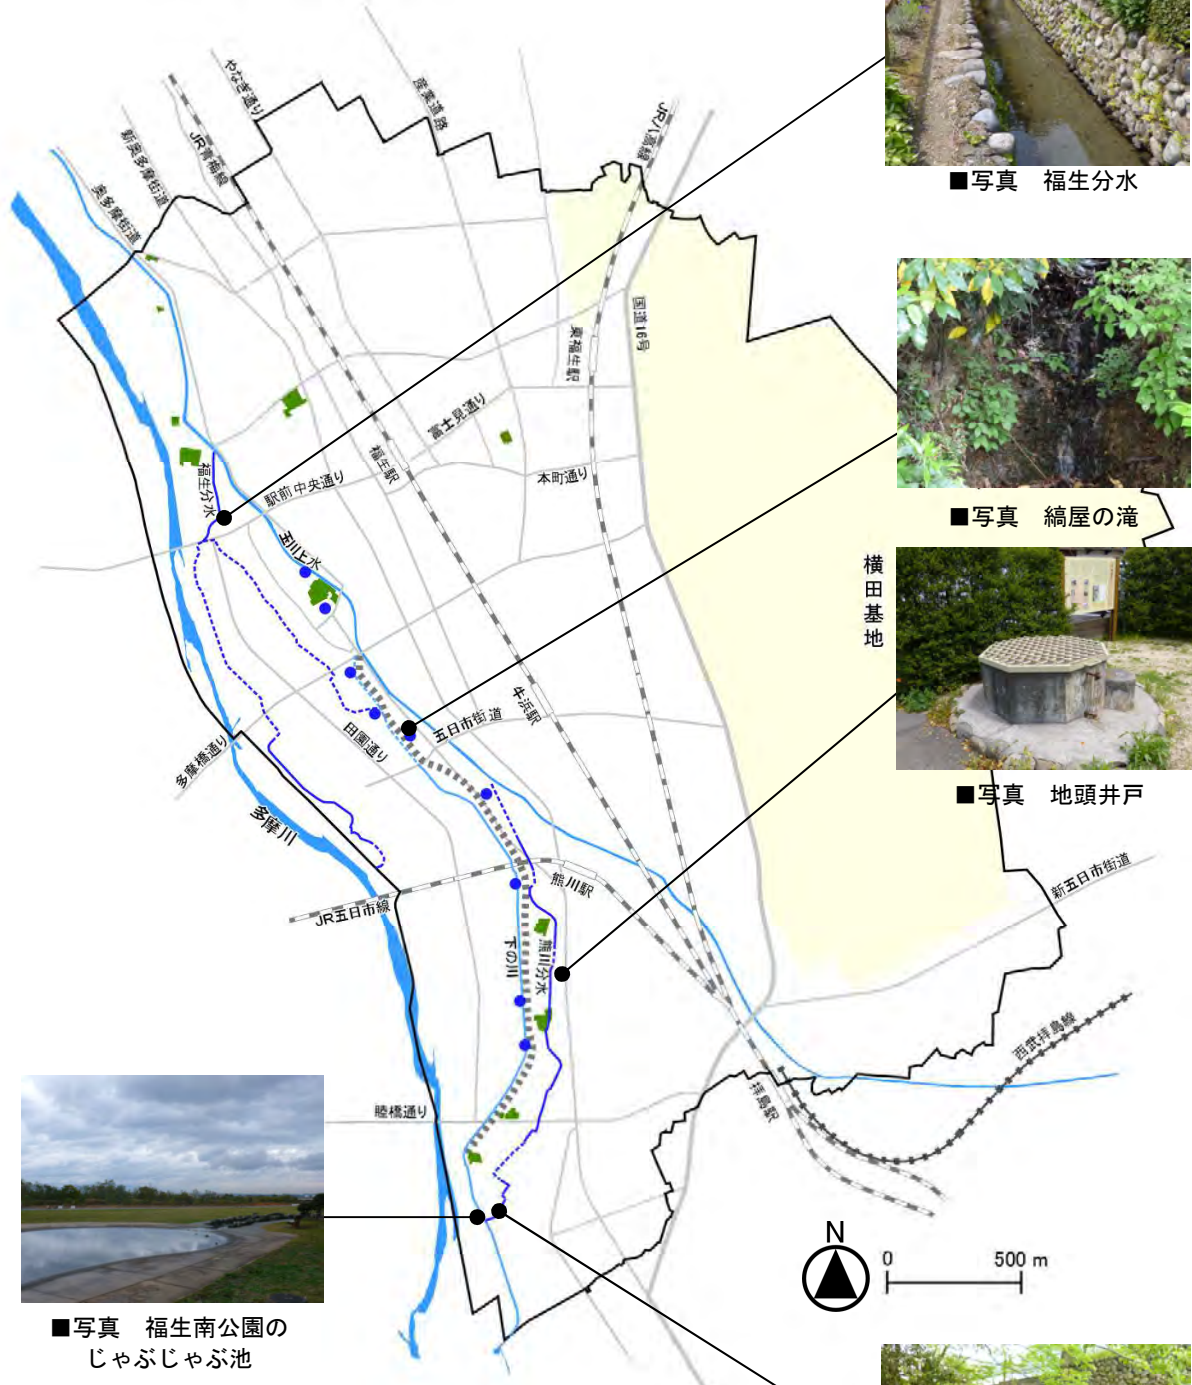 やなぎ通り
産業道路
JR八高線
JR青梅線
新奥多摩街道
奥多摩街道
■写真　福生分水
国道16号
東福生駅
富士見通り
福生駅
本町通り
駅前中央通り
福生分水
■写真　縞屋の滝
玉川上水
横田基地
牛浜駅
五日市街道
田園通り
多摩橋通り
■写真　地頭井戸
多摩川
熊川駅
新五日市街道
JR五日市線
下の川
熊川分水
西武拝島線
拝島駅
睦橋通り
N
0 500 m
■写真　福生南公園の
じゃぶじゃぶ池